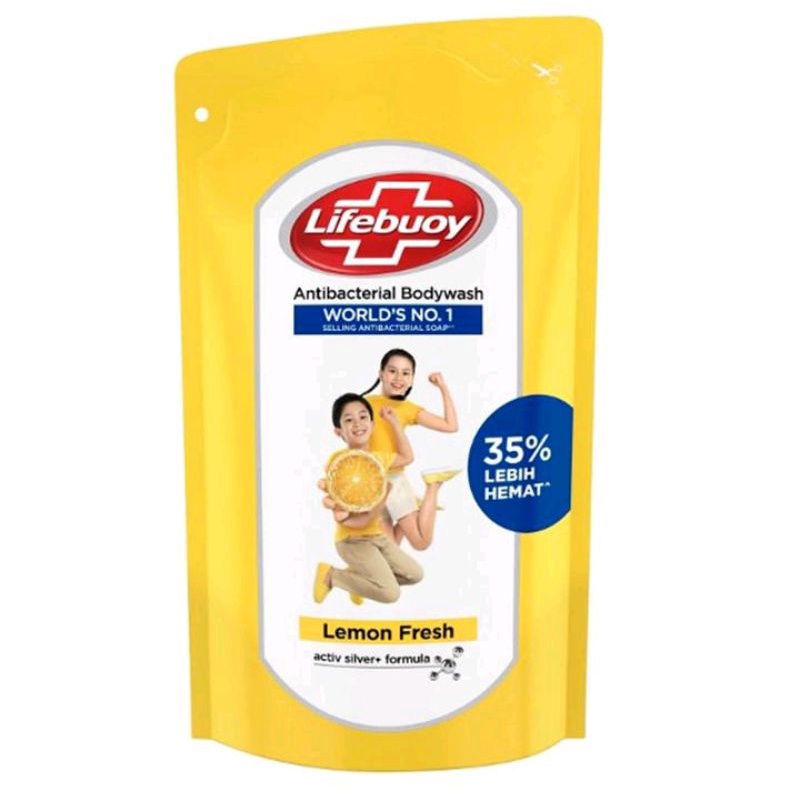 Lifebuoy
Antibacterial Bodywash
WORLD'S NO. 1
SELLING ANTIBACTERIAL SOAP**
35%
LEBIH
HEMAT^
Lemon Fresh
activ silver+ formula